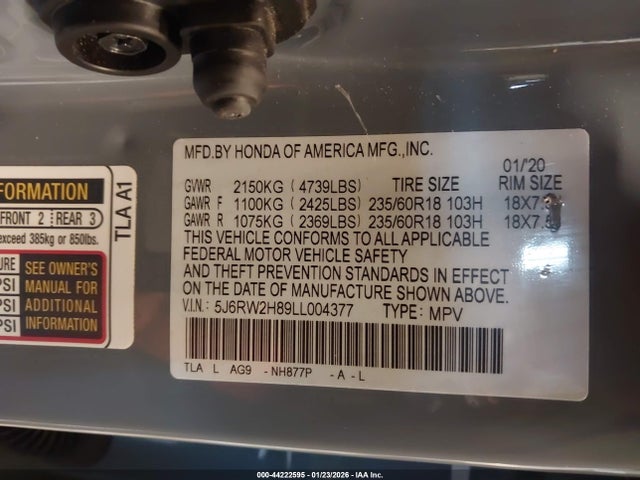 FORMATION
FRONT 2 REAR 3
exceed 385kg or 850lbs.
SEE OWNER'S
MANUAL FOR
ADDITIONAL
INFORMATION
URE
PSI
PSI
TLA A1
MFD.BY HONDA OF AMERICA MFG.,INC.
01/'20
GVWR 2150KG ( 4739LBS) TIRE SIZE RIM SIZE
GAWR F 1100KG ( 2425LBS) 235/60R18 103H
GAWR R 1075KG ( 2369LBS) 235/60R18 103H
THIS VEHICLE CONFORMS TO ALL APPLICABLE
FEDERAL MOTOR VEHICLE SAFETY
AND THEFT PREVENTION STANDARDS IN EFFECT
ON THE DATE OF MANUFACTURE SHOWN ABOVE.
V.I.N.: 5J6RW2H89LL004377 TYPE: MPV
TLA L AG9 - NH877P - A - L
000-44222595 - 01/23/2026 - IAA Inc.